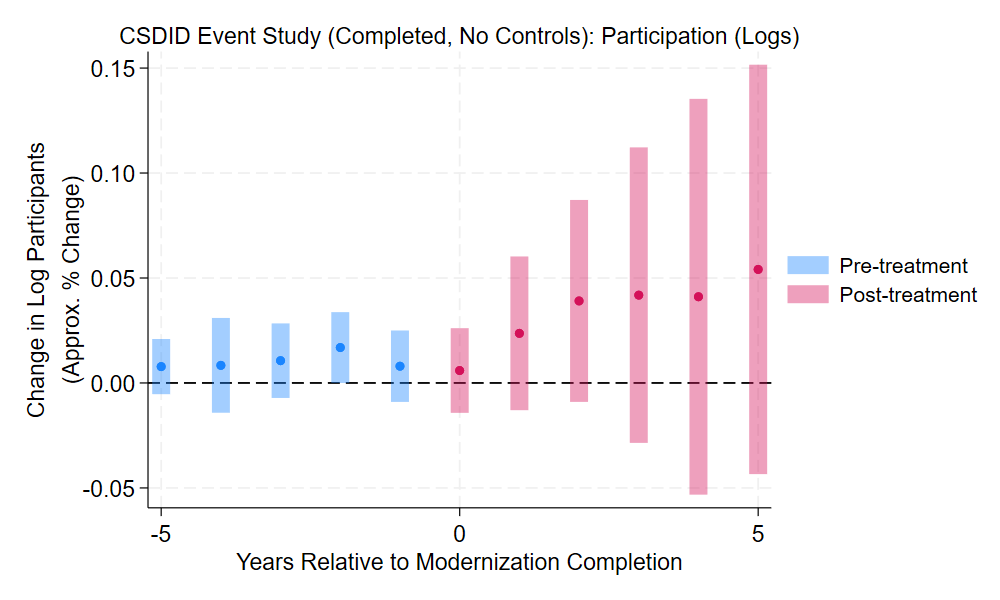 CSDID Event Study (Completed, No Controls): Participation (Logs)
Change in Log Participants
(Approx. % Change)
0.15
0.10
0.05
0.00
-0.05
-5
0
5
Years Relative to Modernization Completion
Pre-treatment
Post-treatment